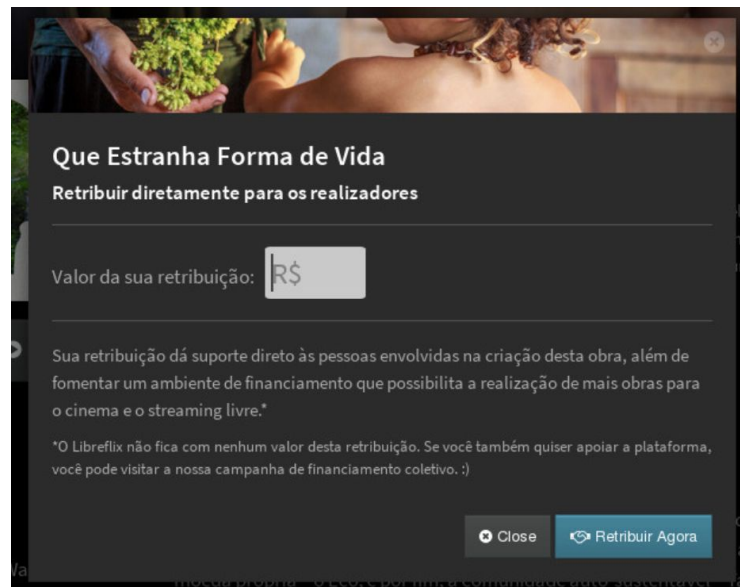 Que Estranha Forma de Vida
Retribuir diretamente para os realizadores
Valor da sua retribuição: R$
Sua retribuição dá suporte direto às pessoas envolvidas na criação desta obra, além de
fomentar um ambiente de financiamento que possibilita a realização de mais obras para
o cinema e o streaming livre.*
*O Libreflix não fica com nenhum valor desta retribuição. Se você também quiser apoiar a plataforma,
você pode visitar a nossa campanha de financiamento coletivo. :)
Close Retribuir Agora